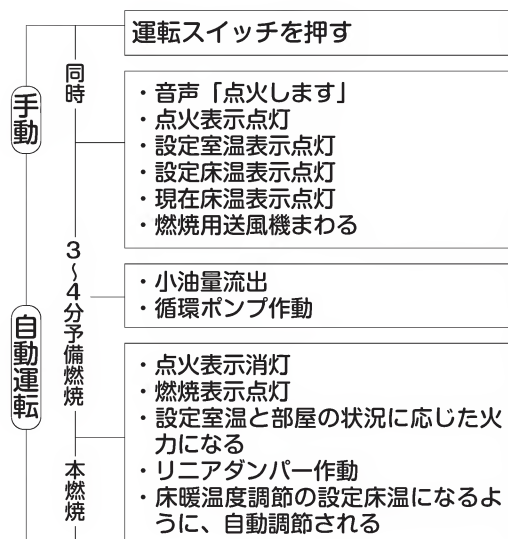 運転スイッチを押す
同時
手動
・音声「点火します」
・点火表示点灯
・設定室温表示点灯
・設定床温表示点灯
・現在床温表示点灯
・燃焼用送風機まわる
3～4分予備燃焼
・小油量流出
・循環ポンプ作動
自動運転
・点火表示消灯
・燃焼表示点灯
・設定室温と部屋の状況に応じた火
力になる
・リニアダンパー作動
・床暖温度調節の設定床温になるよ
うに、自動調節される
本燃焼